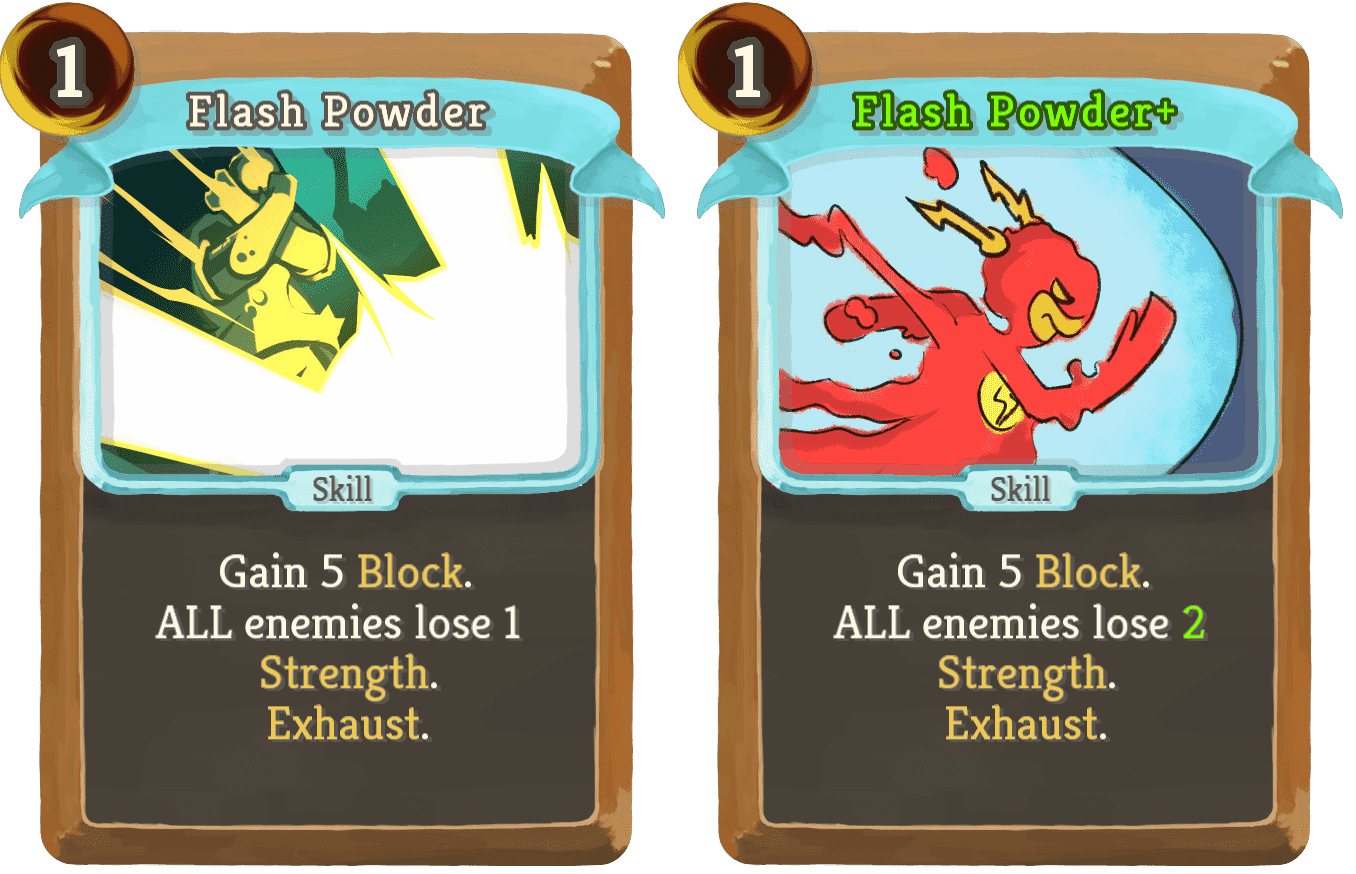 1
Flash Powder
Skill
Gain 5 Block.
ALL enemies lose 1
Strength.
Exhaust.
1
Flash Powder+
Skill
Gain 5 Block.
ALL enemies lose 2
Strength.
Exhaust.